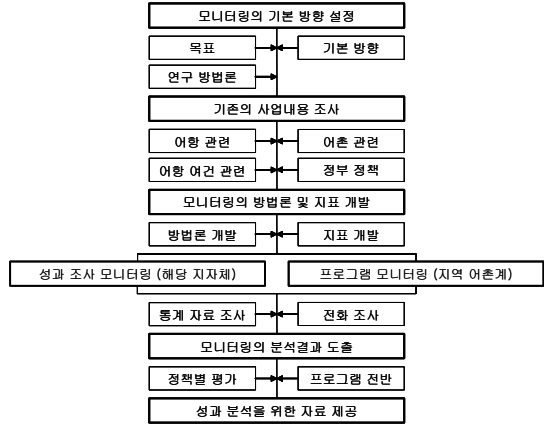 모니터링의 기본 방향 설정
목표
기본 방향
연구 방법론
기존의 사업내용 조사
어항 관련
어촌 관련
어항 여건 관련
정부 정책
모니터링의 방법론 및 지표 개발
방법론 개발
지표 개발
성과 조사 모니터링 (해당 지자체)
프로그램 모니터링 (지역 어촌계)
통계 자료 조사
전화 조사
모니터링의 분석결과 도출
정책별 평가
프로그램 전반
성과 분석을 위한 자료 제공